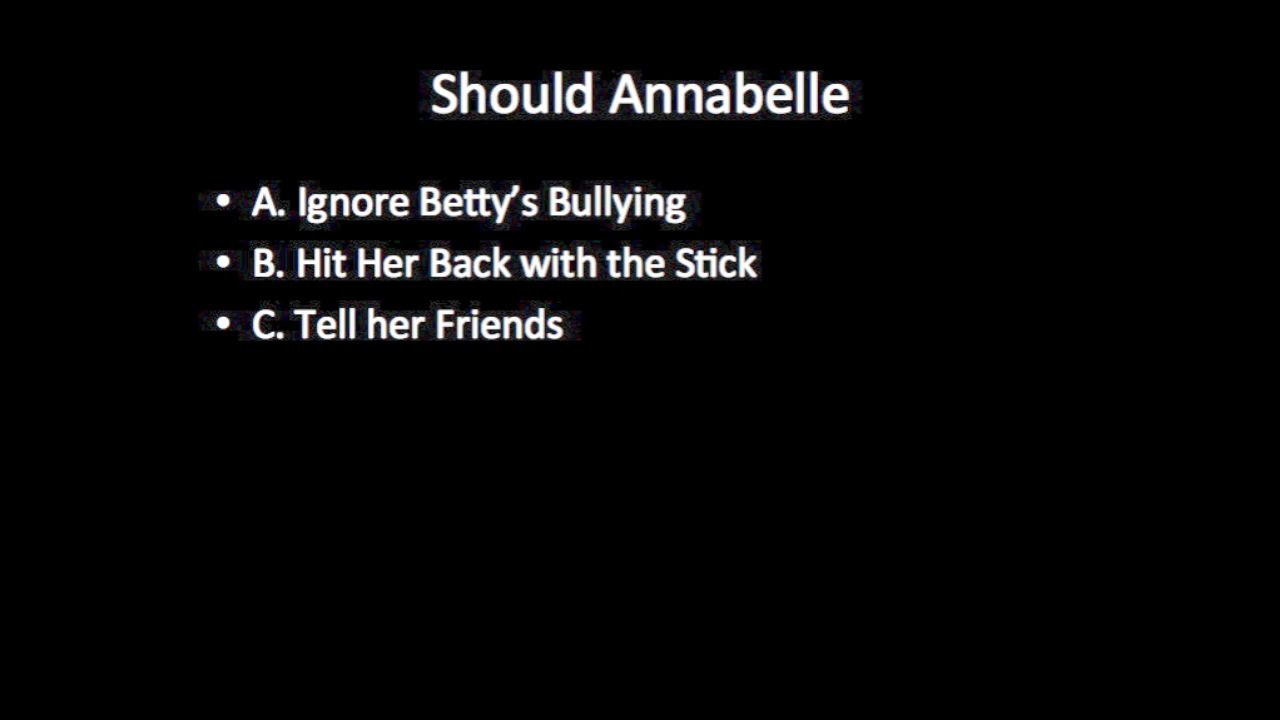 Should Annabelle
• A. Ignore Betty’s Bullying
• B. Hit Her Back with the Stick
• C. Tell her Friends